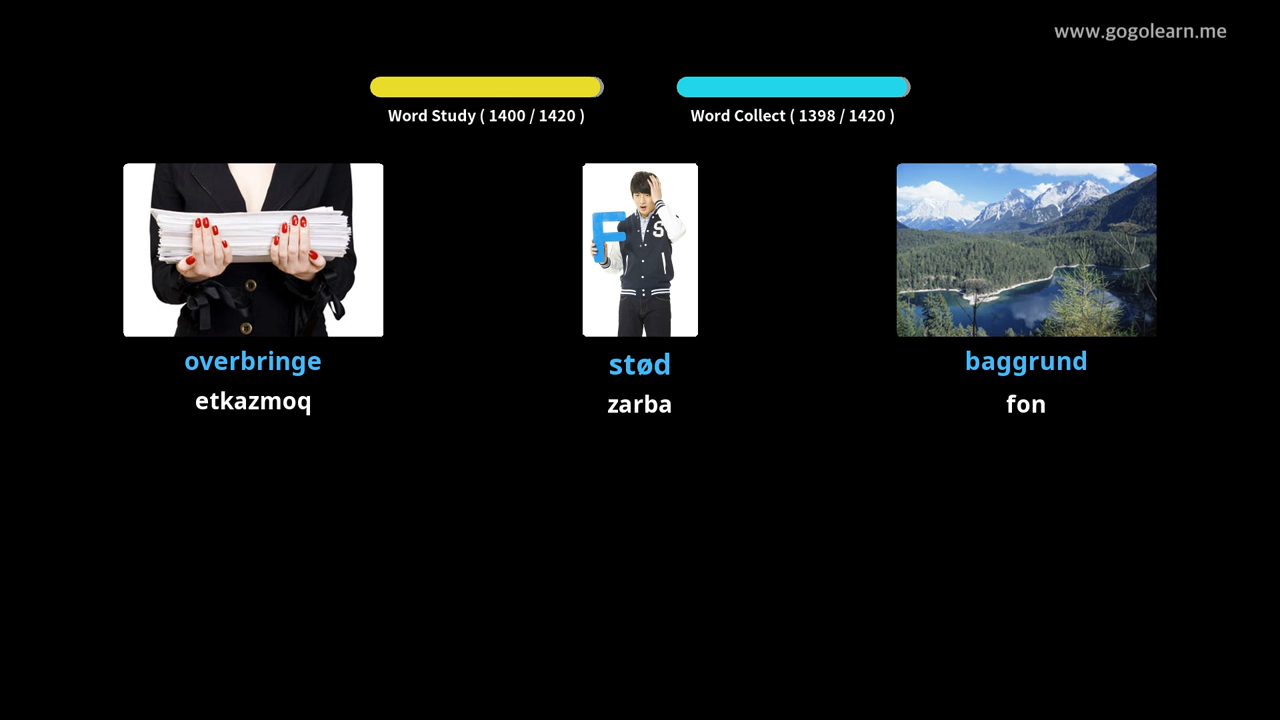 www.gogolearn.me
Word Study ( 1400 / 1420 )
Word Collect ( 1398 / 1420 )
F
S
overbringe
etkazmoq
stød
zarba
baggrund
fon